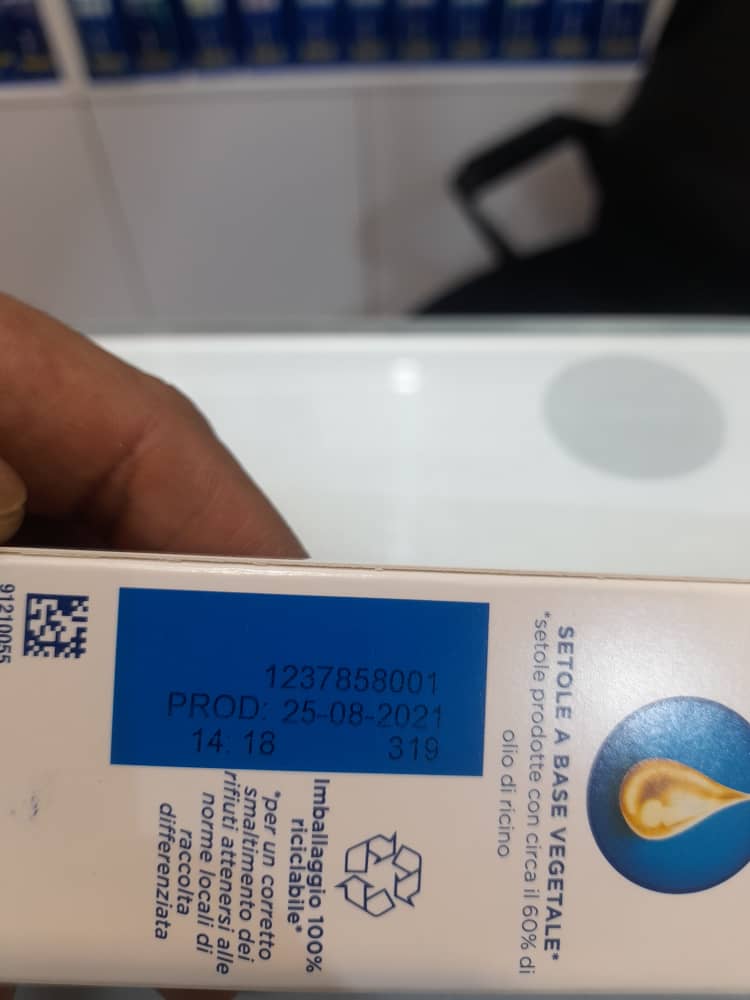 1237858001
PROD: 25-08-2021
14 18 319
91210055
SETOLE A BASE VEGETALE*
*setole prodotte con circa il 60% di
olio di ricino
Imballaggio 100%
riciclabile*
*per un corretto
smaltimento dei
rifiuti attenersi alle
norme locali di
raccolta
differenziata